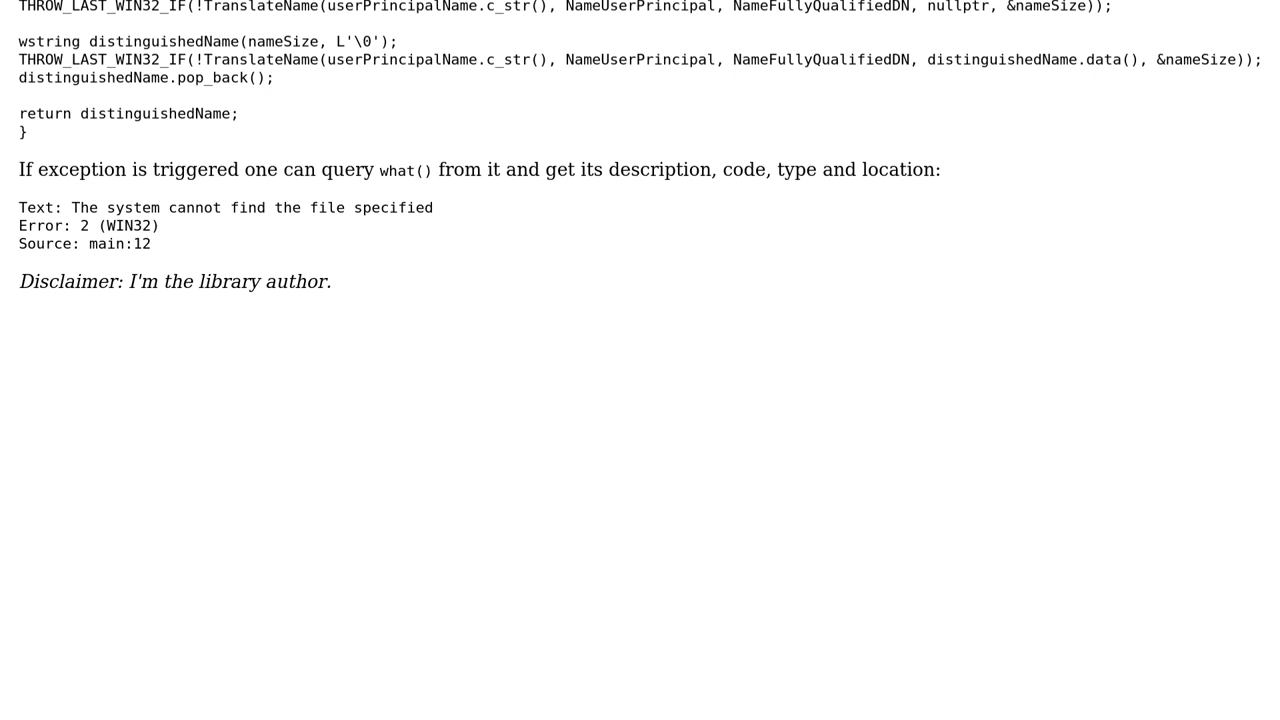 THROW_LAST_WIN32_IF(!TranslateName(userPrincipalName.c_str(), NameUserPrincipal, NameFullyQualifiedDN, nullptr, &nameSize));
wstring distinguishedName(nameSize, L'\0');
THROW_LAST_WIN32_IF(!TranslateName(userPrincipalName.c_str(), NameUserPrincipal, NameFullyQualifiedDN, distinguishedName.data(), &nameSize));
distinguishedName.pop_back();
return distinguishedName;
}
If exception is triggered one can query what() from it and get its description, code, type and location:
Text: The system cannot find the file specified
Error: 2 (WIN32)
Source: main:12
Disclaimer: I'm the library author.